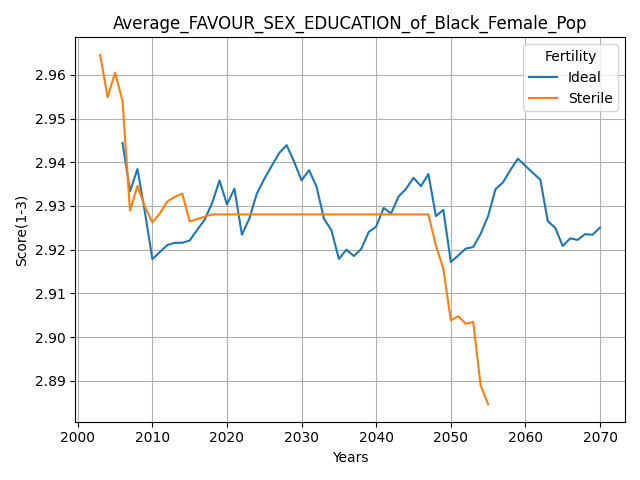 Average_FAVOUR_SEX_EDUCATION_of_Black_Female_Pop
Fertility
Ideal
Sterile
Score(1-3)
2.96
2.95
2.94
2.93
2.92
2.91
2.90
2.89
2000 2010 2020 2030 2040 2050 2060 2070
Years